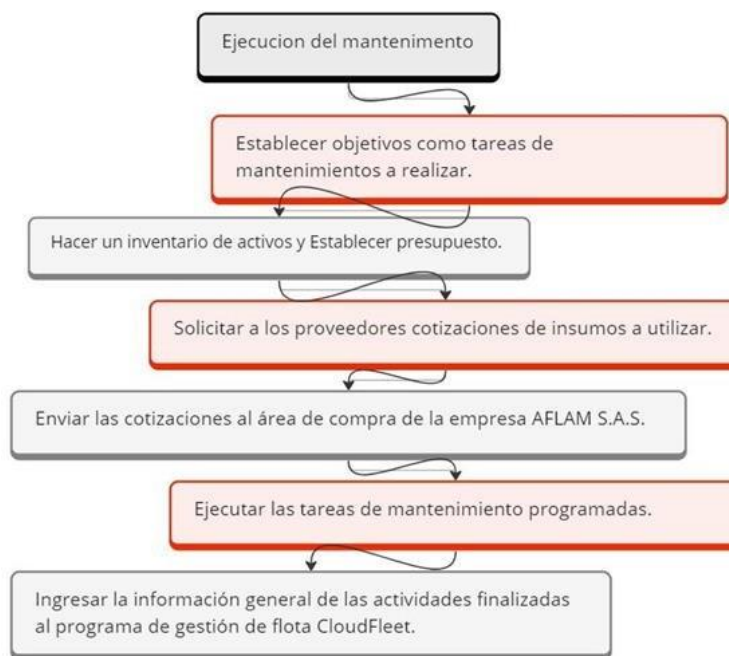 Ejecucion del mantenimento
Establecer objetivos como tareas de
mantenimientos a realizar.
Hacer un inventario de activos y Establecer presupuesto.
Solicitar a los proveedores cotizaciones de insumos a utilizar.
Enviar las cotizaciones al área de compra de la empresa AFLAM S.A.S.
Ejecutar las tareas de mantenimiento programadas.
Ingresar la información general de las actividades finalizadas
al programa de gestión de flota CloudFleet.